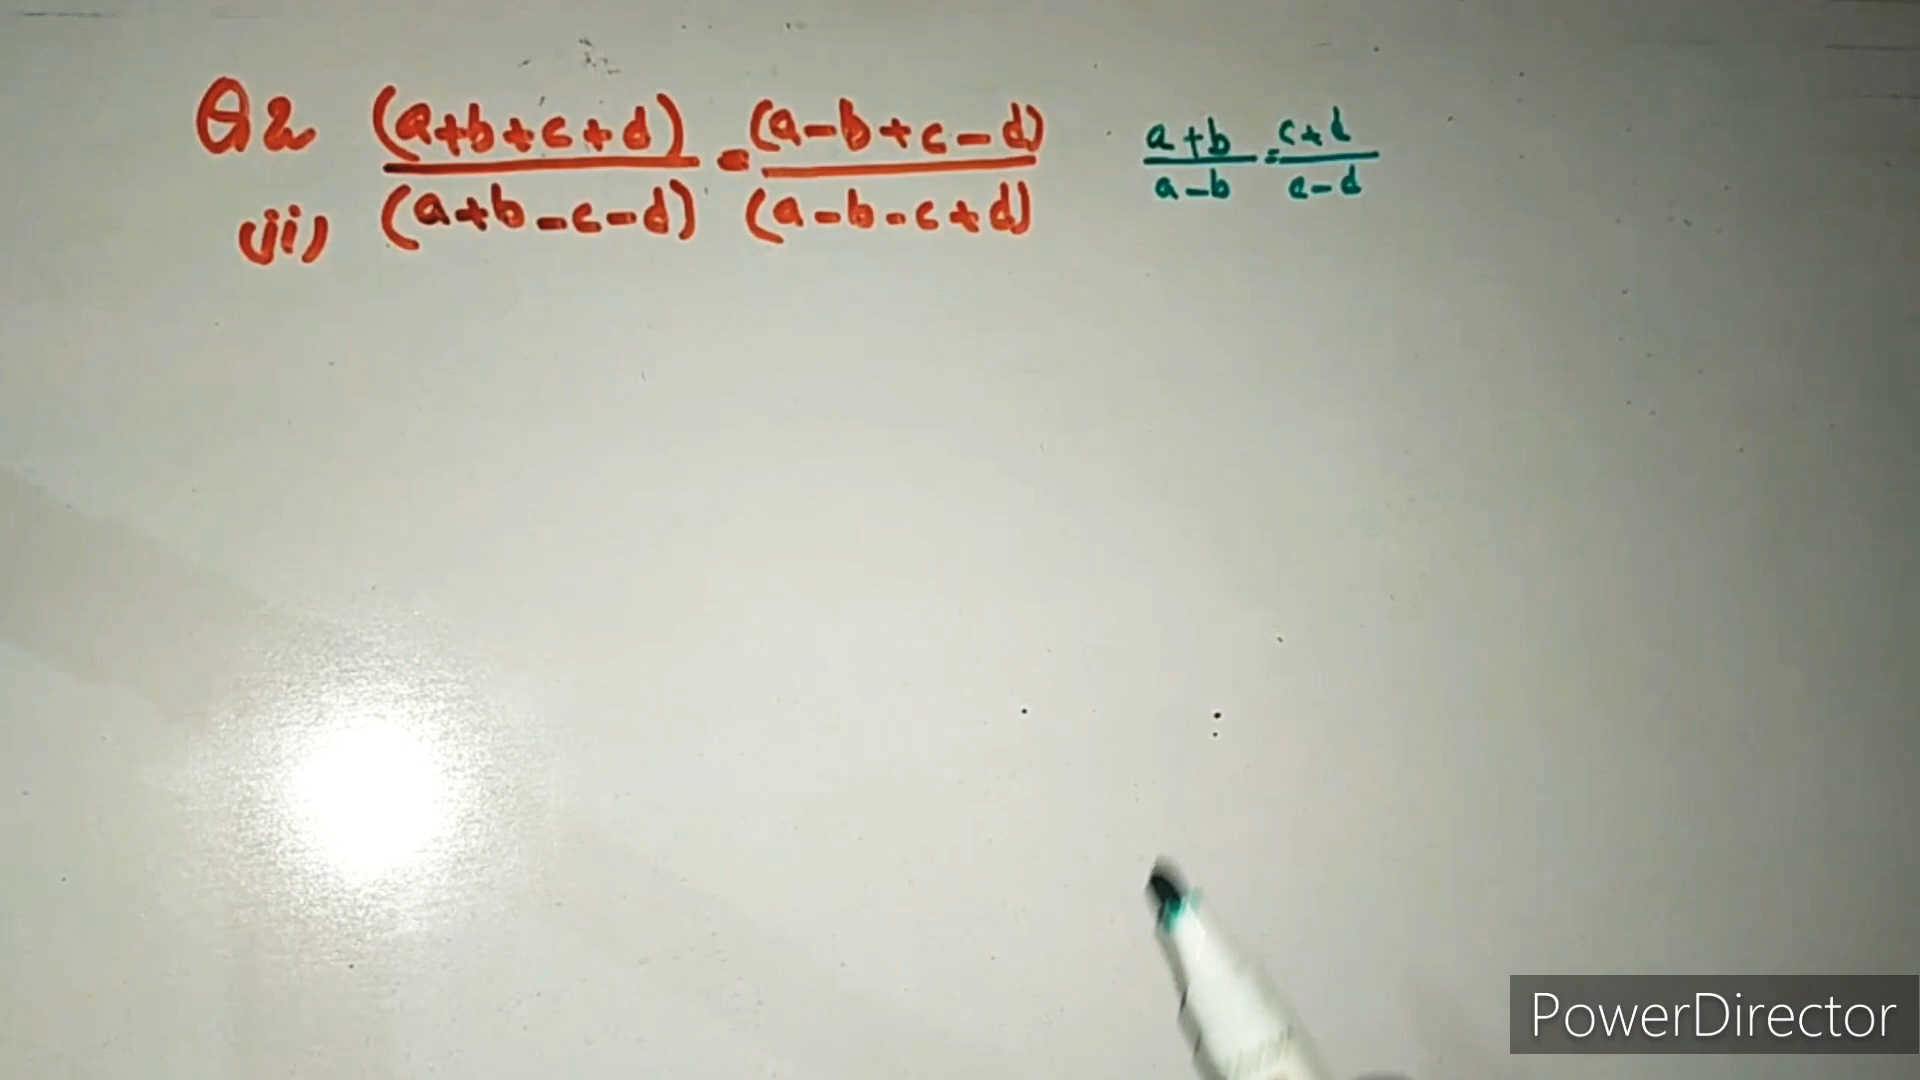 Q2 (a+b+c+d) = (a-b+c-d)
(ii) (a+b-c-d) (a-b-c+d)
a+b = c+d
a-b c-d
PowerDirector